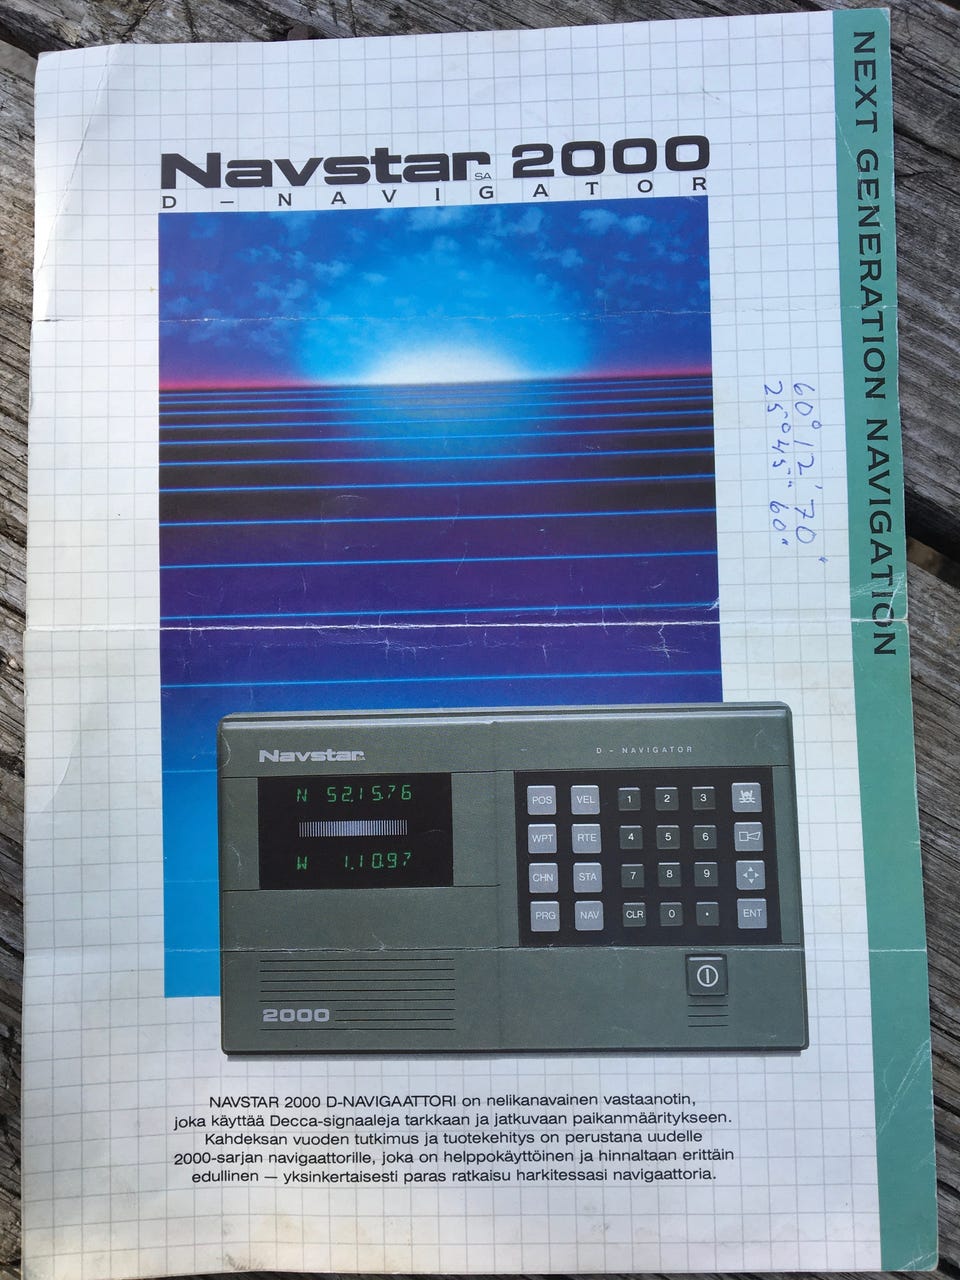 Navstar SA 2000
D – NAVIGATOR
NEXT GENERATION NAVIGATION
60° 12' 70"
25° 45" 60"
Navstar
D - NAVIGATOR
N 52.15.76
W 1.10.97
POS VEL 1 2 3
WPT RTE 4 5 6
CHN STA 7 8 9
PRG NAV CLR 0 . ENT
2000
NAVSTAR 2000 D-NAVIGAATTORI on nelikanavainen vastaanotin,
joka käyttää Decca-signaaleja tarkkaan ja jatkuvaan paikanmääritykseen.
Kahdeksan vuoden tutkimus ja tuotekehitys on perustana uudelle
2000-sarjan navigaattorille, joka on helppokäyttöinen ja hinnaltaan erittäin
edullinen — yksinkertaisesti paras ratkaisu harkitessasi navigaattoria.